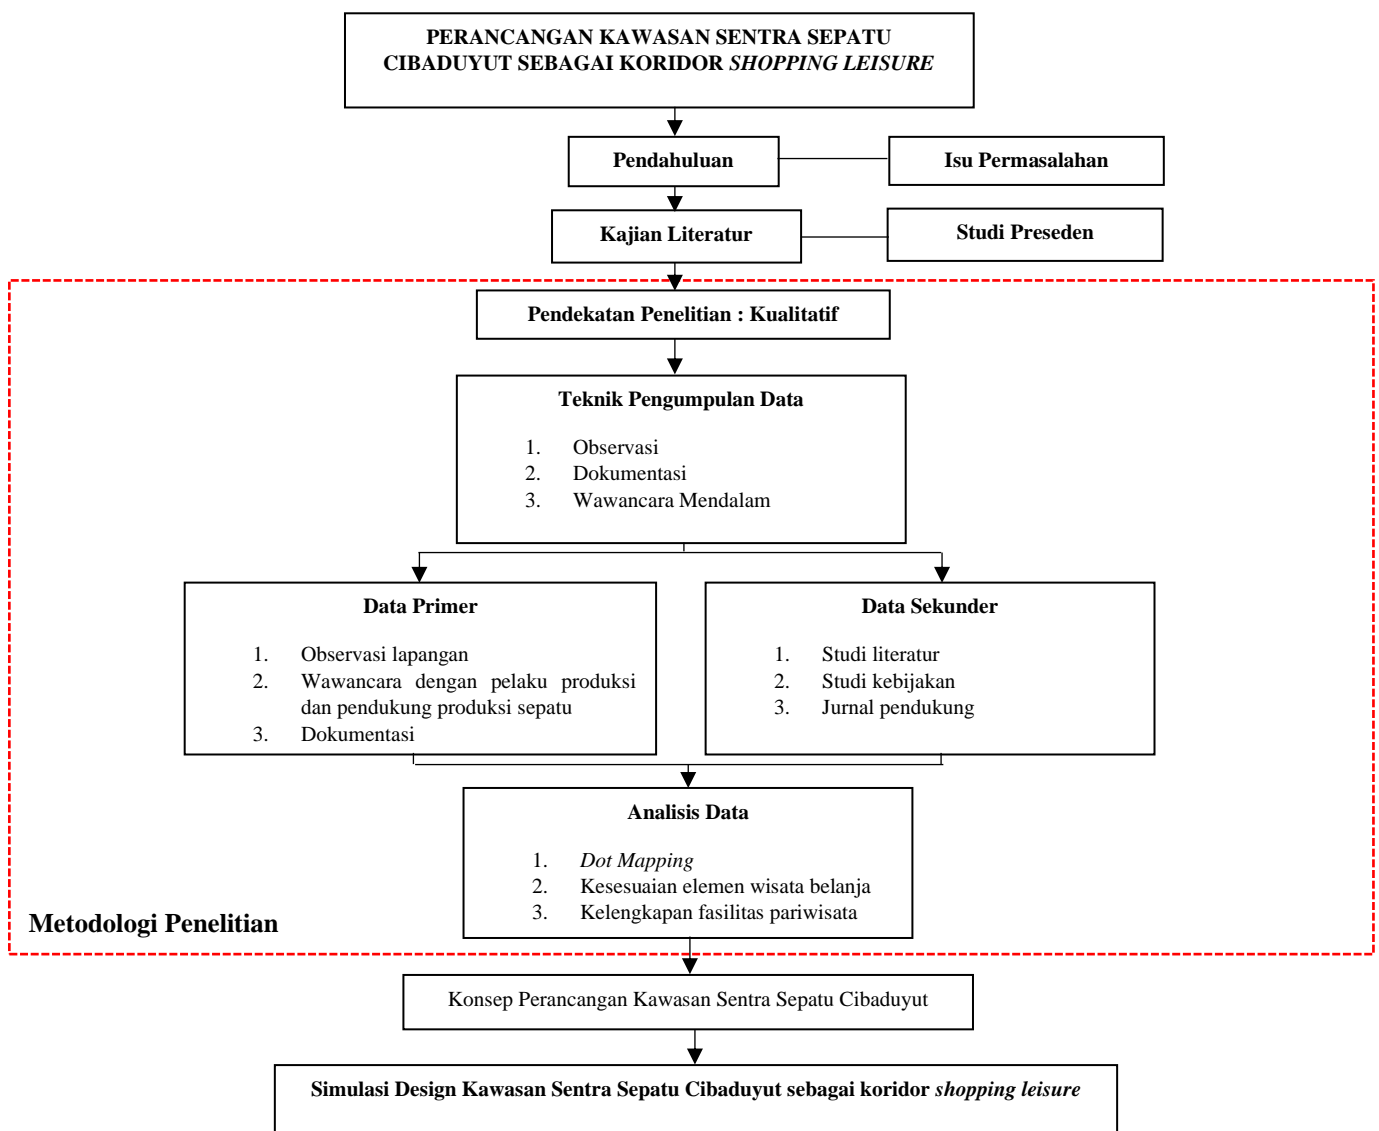 PERANCANGAN KAWASAN SENTRA SEPATU
CIBADUYUT SEBAGAI KORIDOR SHOPPING LEISURE
Pendahuluan
Isu Permasalahan
Kajian Literatur
Studi Preseden
Pendekatan Penelitian : Kualitatif
Teknik Pengumpulan Data
1. Observasi
2. Dokumentasi
3. Wawancara Mendalam
Data Primer
1. Observasi lapangan
2. Wawancara dengan pelaku produksi
dan pendukung produksi sepatu
3. Dokumentasi
Data Sekunder
1. Studi literatur
2. Studi kebijakan
3. Jurnal pendukung
Analisis Data
1. Dot Mapping
2. Kesesuaian elemen wisata belanja
3. Kelengkapan fasilitas pariwisata
Metodologi Penelitian
Konsep Perancangan Kawasan Sentra Sepatu Cibaduyut
Simulasi Design Kawasan Sentra Sepatu Cibaduyut sebagai koridor shopping leisure